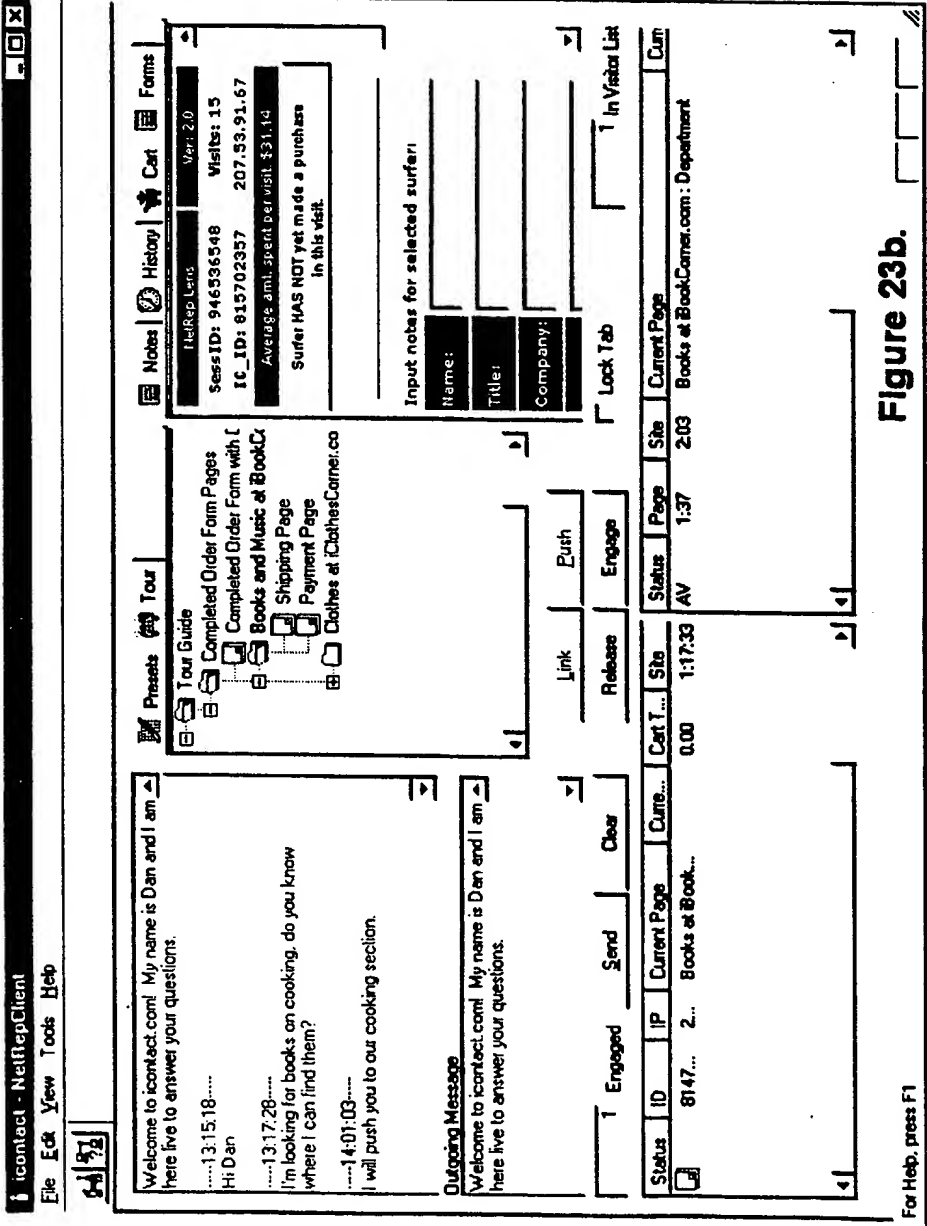 icontact - NetRepClient
File Edit View Tools Help
Welcome to icontact.com! My name is Dan and I am
here live to answer your questions.
----13:15:18----
Hi Dan
----13:17:28----
I'm looking for books on cooking, do you know
where I can find them?
----14:01:03----
I will push you to our cooking section.
Outgoing Message
Welcome to icontact.com! My name is Dan and I am
here live to answer your questions.
1 Engaged Send Clear
Presets Tour
Tour Guide
Completed Order Form Pages
Completed Order Form with
Books and Music at iBookCo
Shipping Page
Payment Page
Clothes at iClothesCorner.co
Link Push
Release Engage
Notes History Cart Forms
NetRep Lens Ver: 2.0
SessID: 946536548 Visits: 15
IC_ID: 815702357 207.53.91.67
Average amt. spent per visit: $31.14
Surfer HAS NOT yet made a purchase
in this visit.
Input notes for selected surfer:
Name:
Title:
Company:
Lock Tab 1 In Visitor List
Status ID IP Current Page Curre... Cart T... Site
8147... 2... Books at iBook... 0.00 1:17:33
Status Page Site Current Page Curr
AV 1:37 2:03 Books at iBookCorner.com : Department
For Help, press F1
Figure 23b.